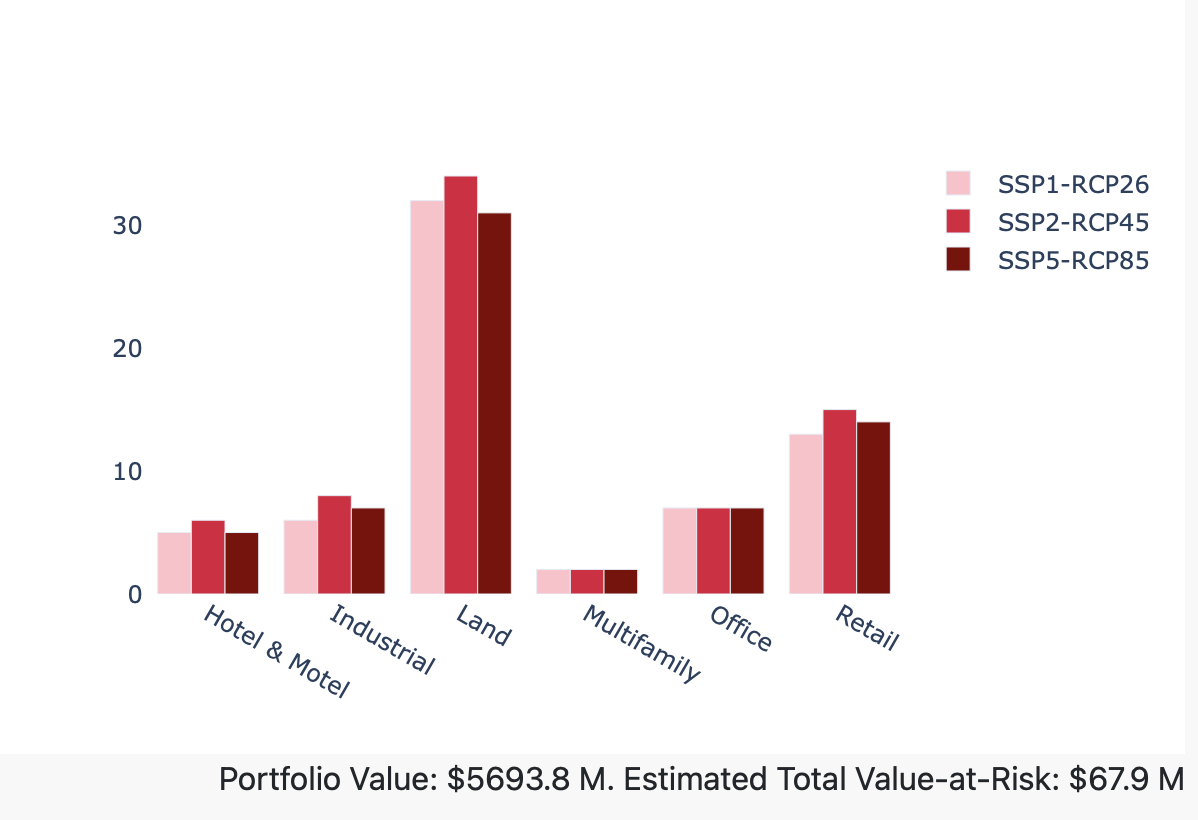 30
20
10
0
Hotel & Motel
Industrial
Land
Multifamily
Office
Retail
SSP1-RCP26
SSP2-RCP45
SSP5-RCP85
Portfolio Value: $5693.8 M. Estimated Total Value-at-Risk: $67.9 M